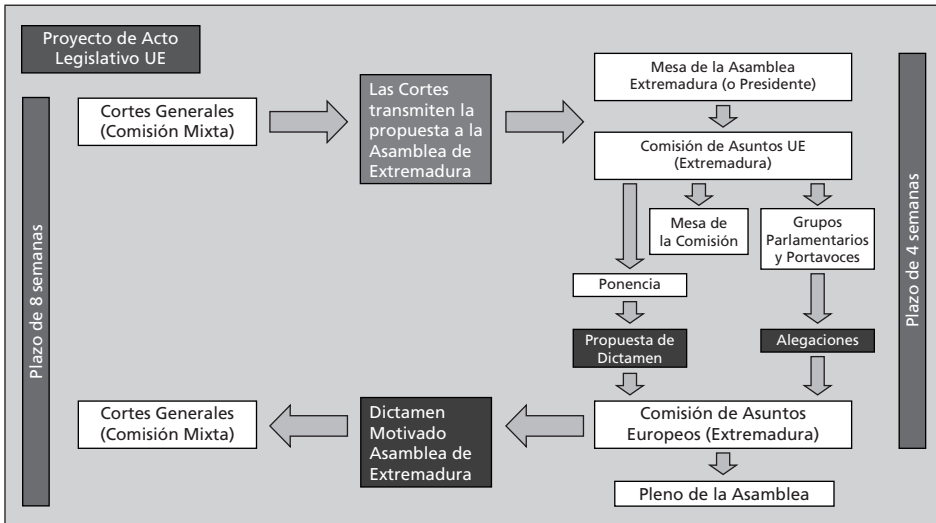 Proyecto de Acto
Legislativo UE
Plazo de 8 semanas
Cortes Generales
(Comisión Mixta)
Las Cortes
transmiten la
propuesta a la
Asamblea de
Extremadura
Mesa de la Asamblea
Extremadura (o Presidente)
Comisión de Asuntos UE
(Extremadura)
Mesa de
la Comisión
Grupos
Parlamentarios
y Portavoces
Ponencia
Propuesta de
Dictamen
Alegaciones
Comisión de Asuntos
Europeos (Extremadura)
Pleno de la Asamblea
Dictamen
Motivado
Asamblea de
Extremadura
Cortes Generales
(Comisión Mixta)
Plazo de 4 semanas